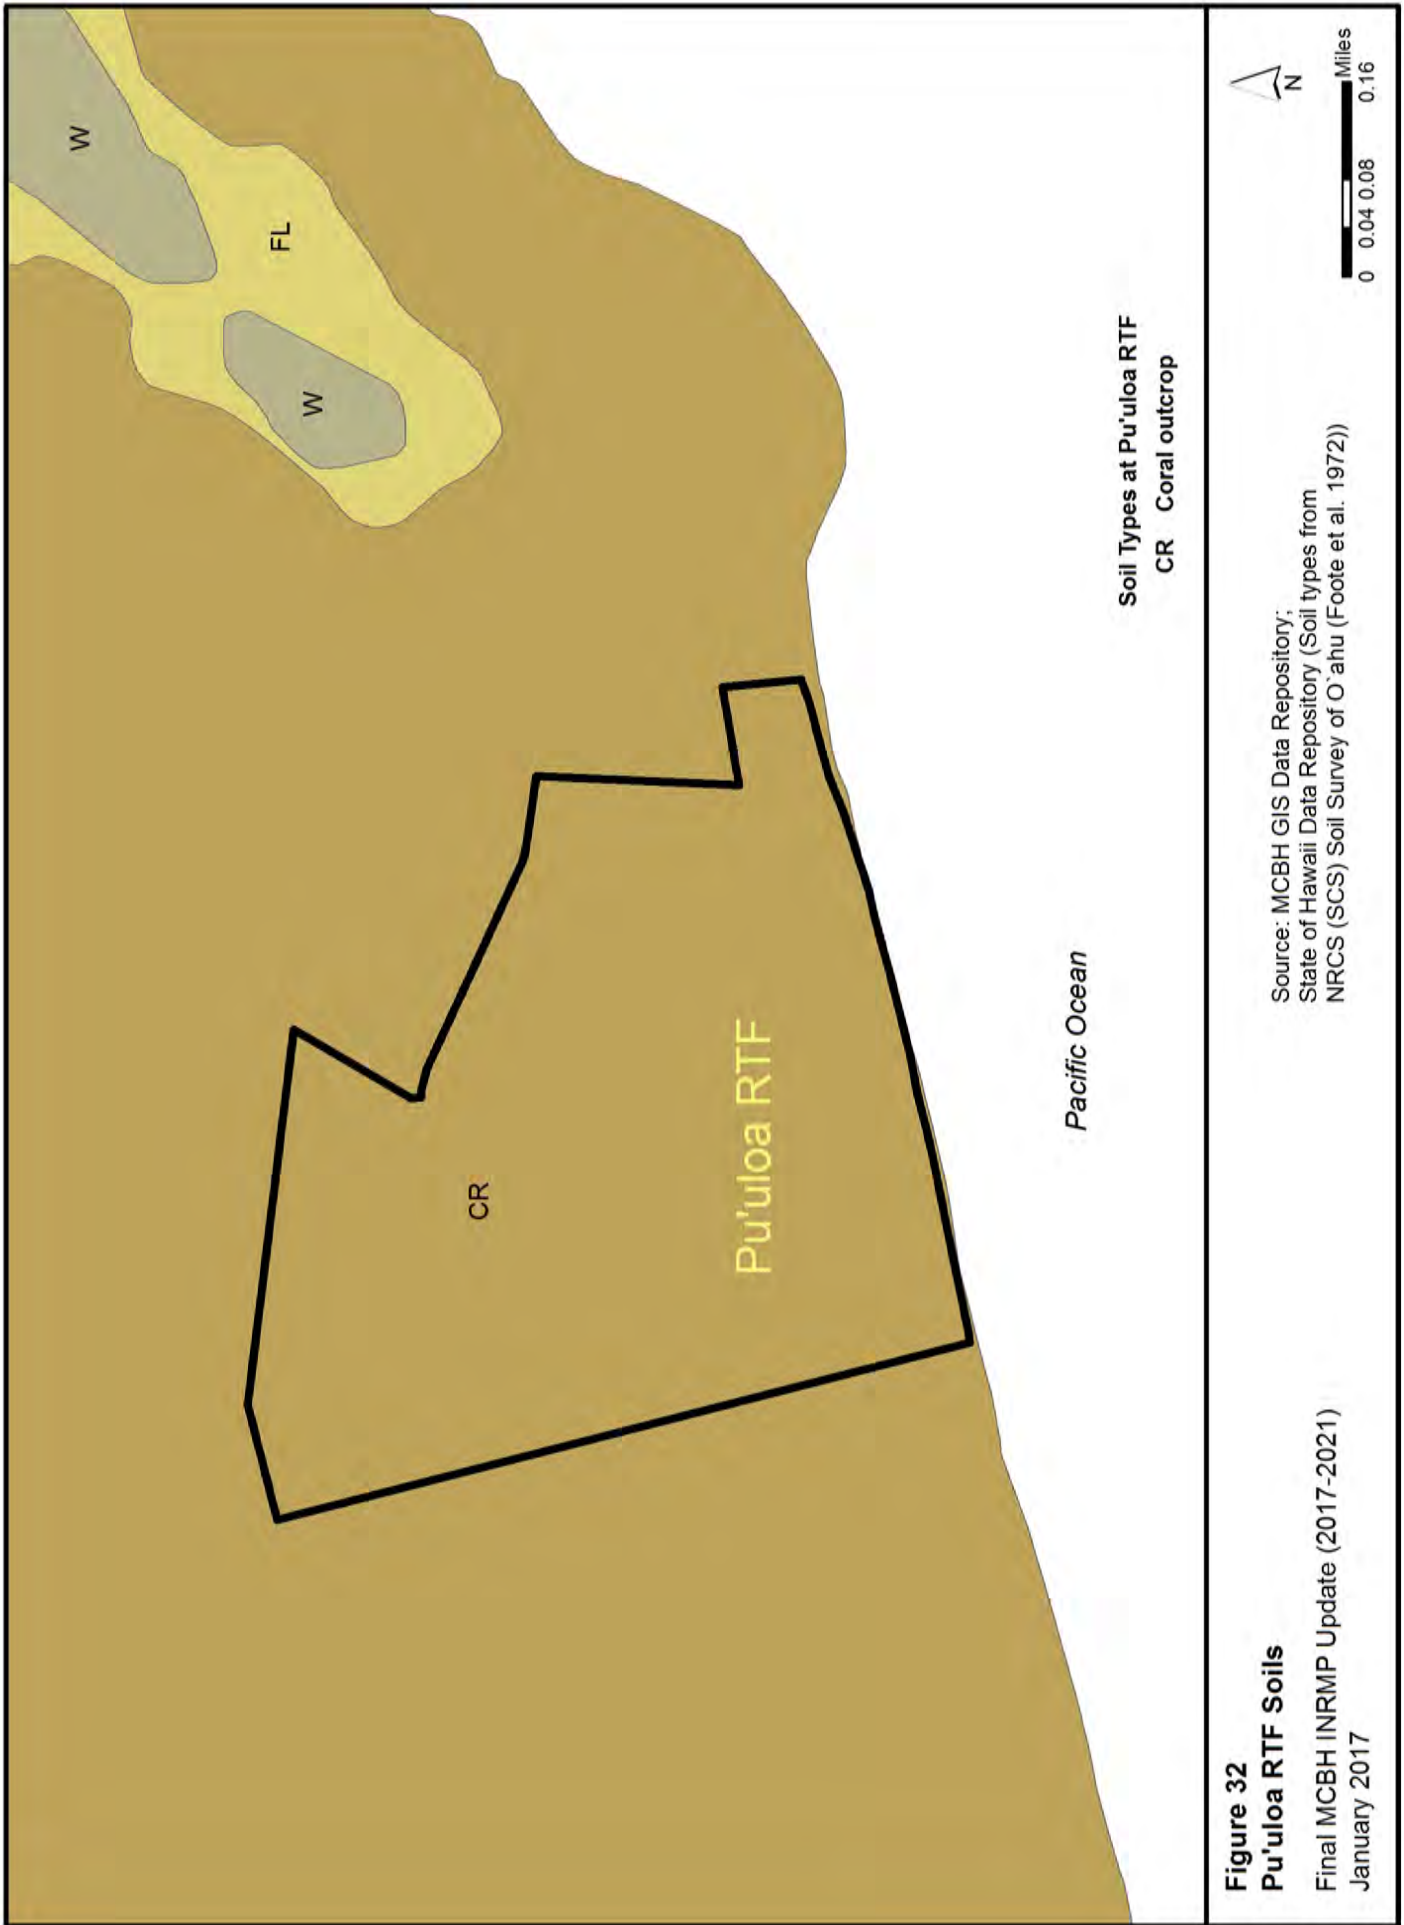 W
FL
W
CR
Pu'uloa RTF
Pacific Ocean
Soil Types at Pu'uloa RTF
CR Coral outcrop
Figure 32
Pu'uloa RTF Soils
Final MCBH INRMP Update (2017-2021)
January 2017
Source: MCBH GIS Data Repository;
State of Hawaii Data Repository (Soil types from
NRCS (SCS) Soil Survey of O`ahu (Foote et al. 1972))
N
Miles
0 0.04 0.08 0.16